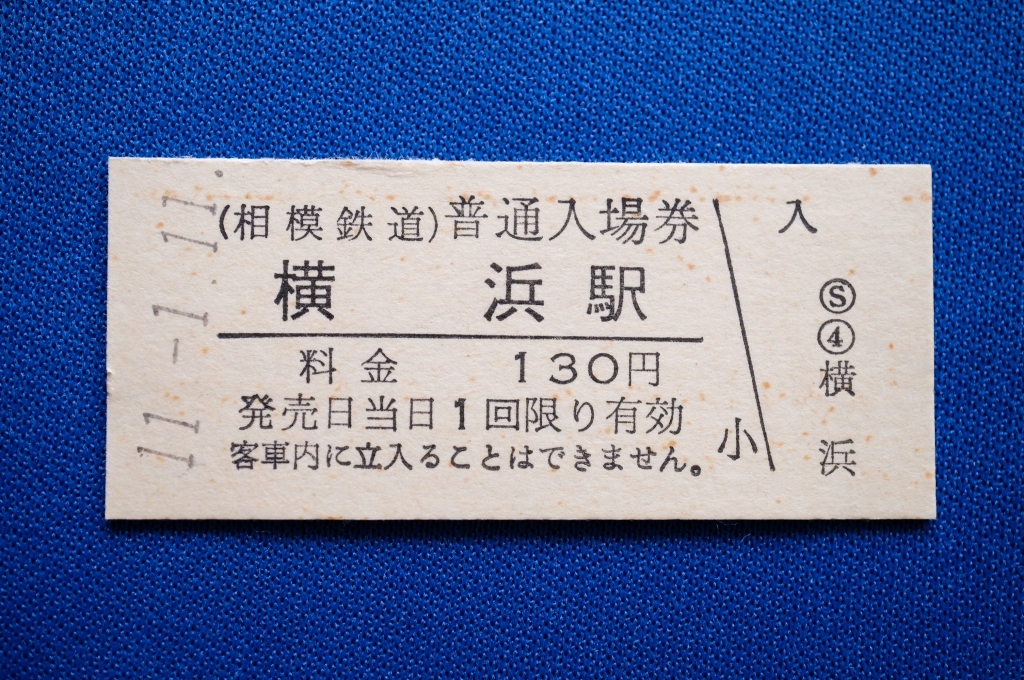 11-1.11.
(相模鉄道)普通入場券
横浜駅
料金 130円
発売日当日1回限り有効
客車内に立入ることはできません。
小
入
Ⓢ
④
横浜